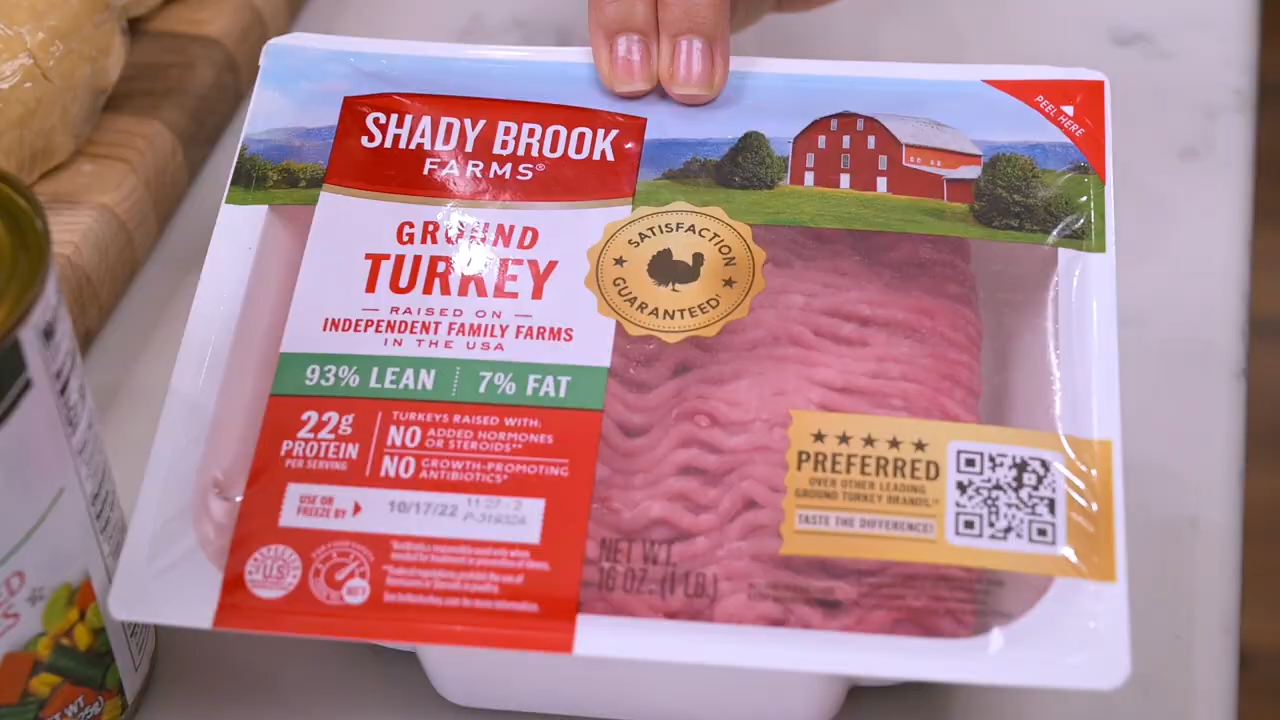 SHADY BROOK
FARMS®
PEEL HERE
GROUND
TURKEY
RAISED ON
INDEPENDENT FAMILY FARMS
IN THE USA
SATISFACTION
GUARANTEED
93% LEAN 7% FAT
22g
PROTEIN
PER SERVING
TURKEYS RAISED WITH:
NO ADDED HORMONES
OR STEROIDS**
NO GROWTH-PROMOTING
ANTIBIOTICS*
USE OR
FREEZE BY
10/17/22
PREFERRED
OVER OTHER LEADING
GROUND TURKEY BRANDS.
TASTE THE DIFFERENCE!
NET WT.
16 OZ. (1 LB.)